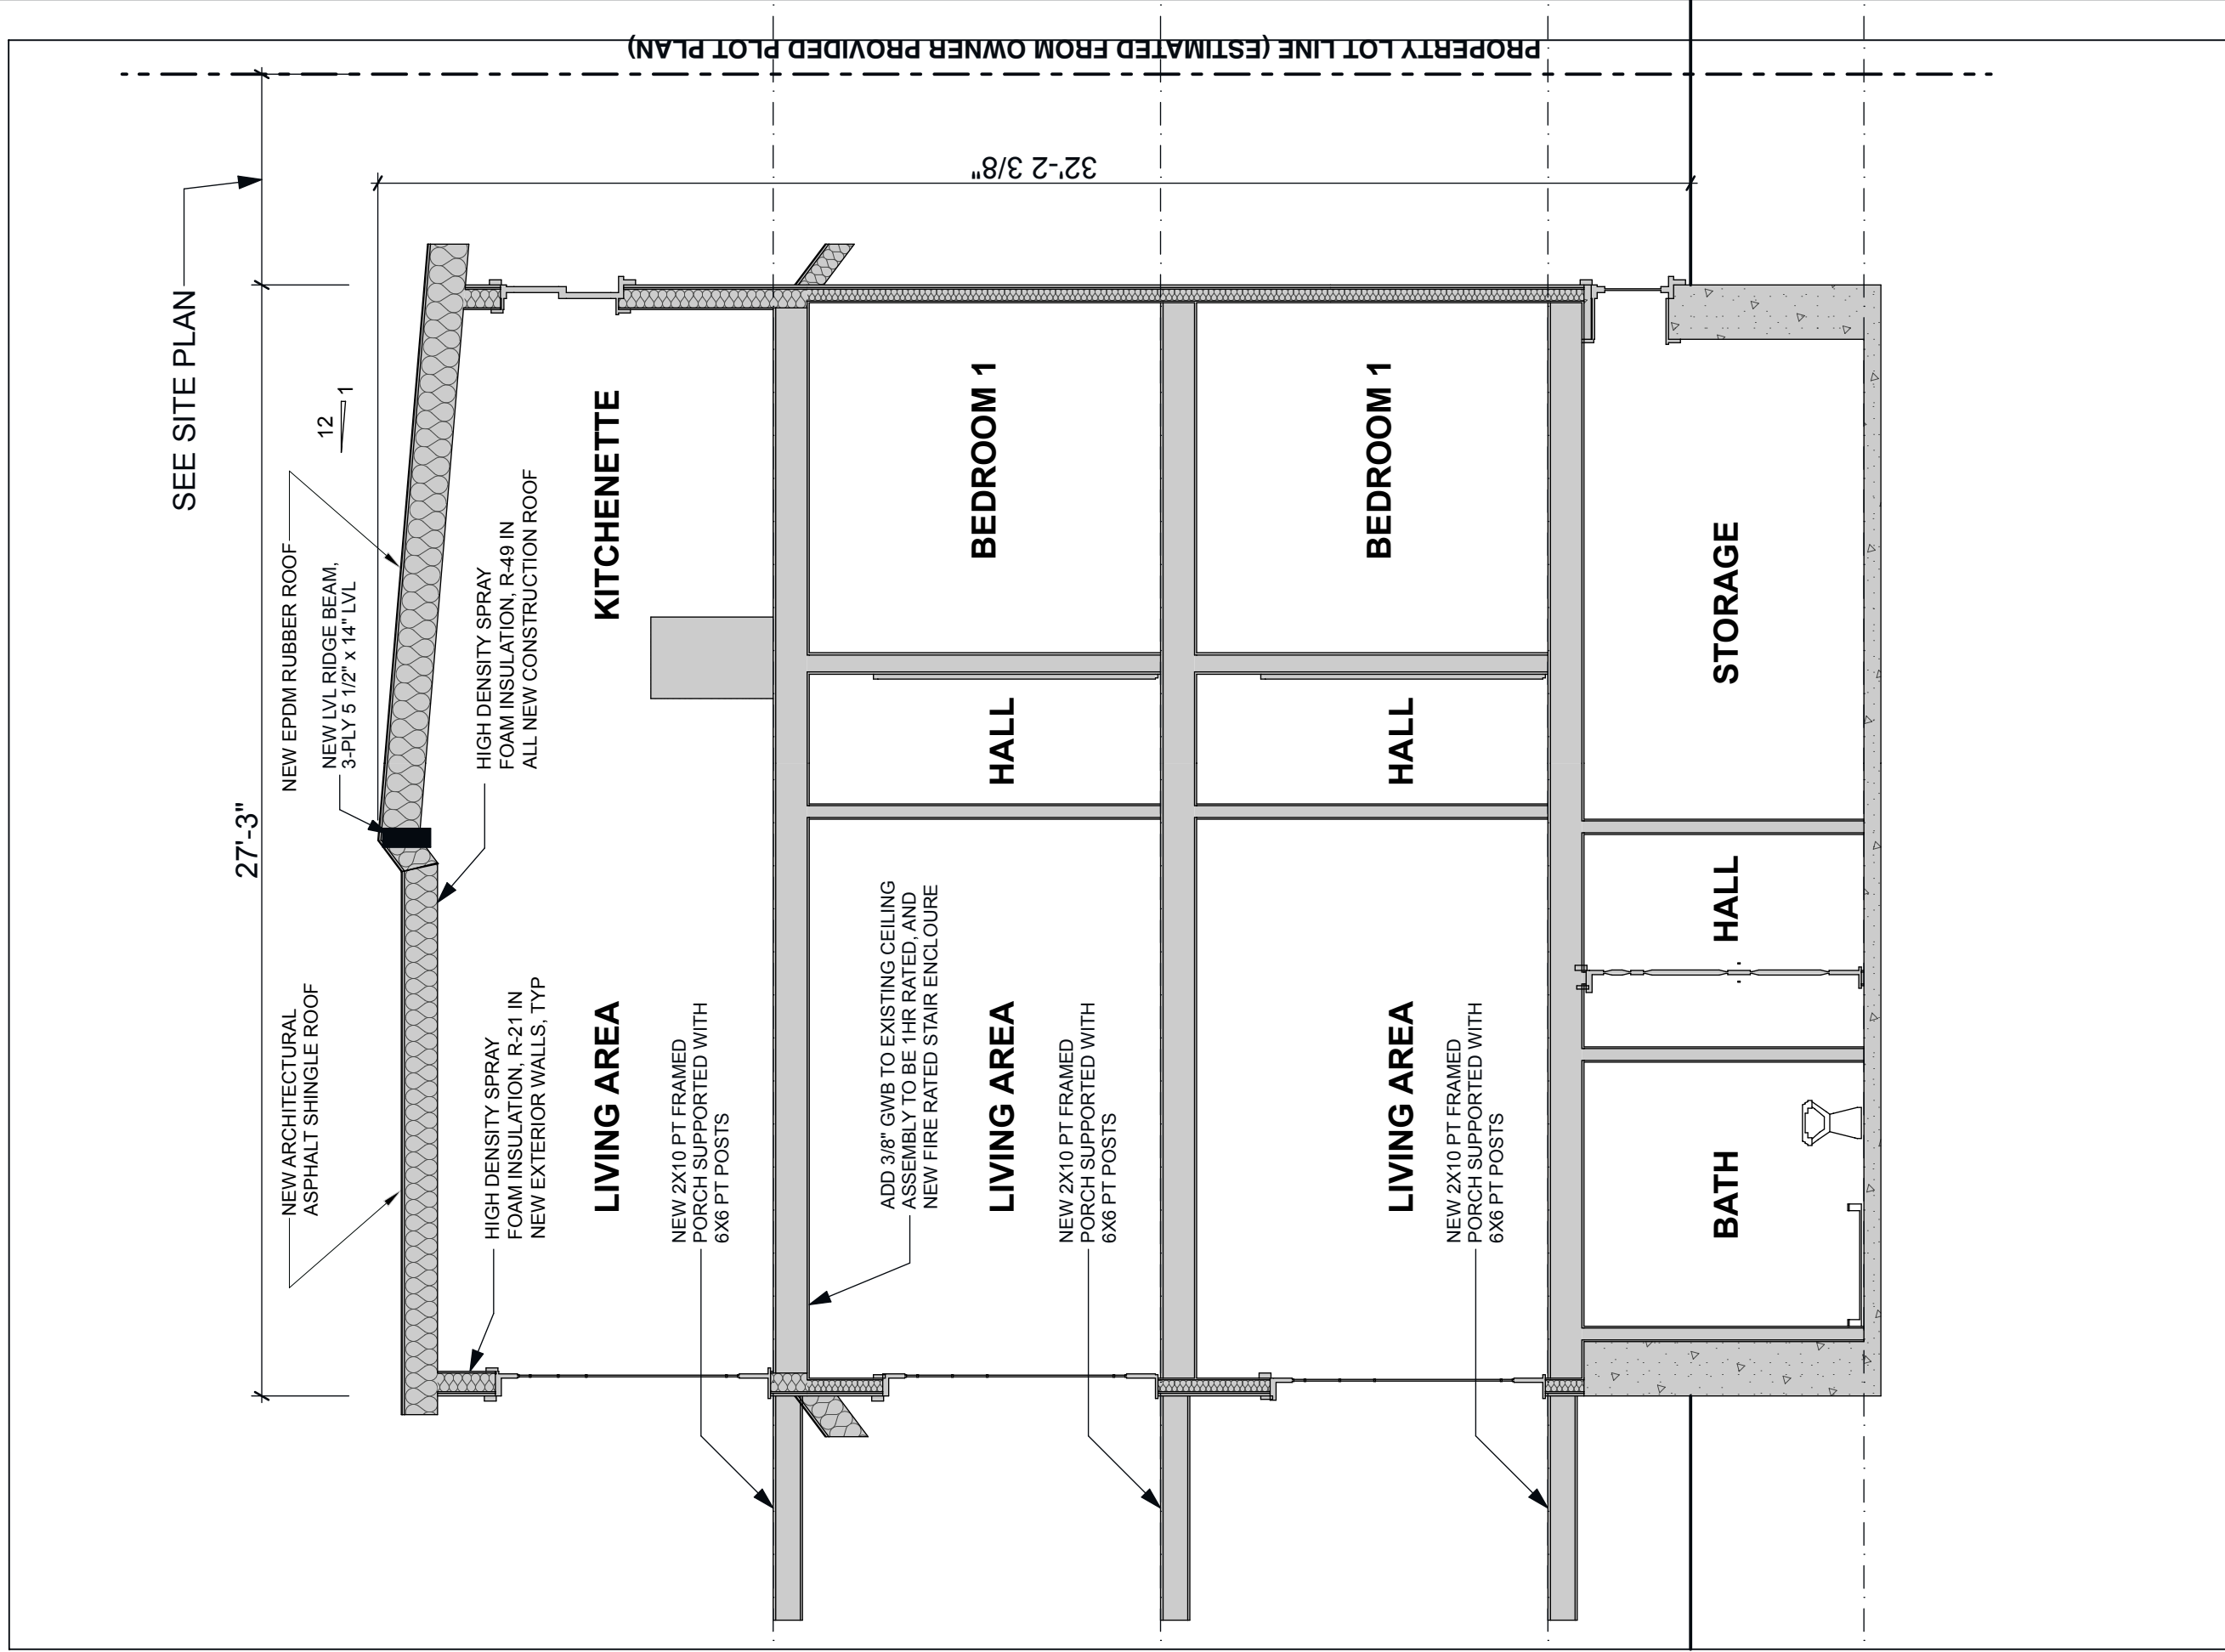 SEE SITE PLAN
27'-3"
NEW ARCHITECTURAL
ASPHALT SHINGLE ROOF
NEW EPDM RUBBER ROOF
NEW LVL RIDGE BEAM,
3-PLY 5 1/2" x 14" LVL
12
1
HIGH DENSITY SPRAY
FOAM INSULATION, R-21 IN
NEW EXTERIOR WALLS, TYP
HIGH DENSITY SPRAY
FOAM INSULATION, R-49 IN
ALL NEW CONSTRUCTION ROOF
LIVING AREA
KITCHENETTE
NEW 2X10 PT FRAMED
PORCH SUPPORTED WITH
6X6 PT POSTS
ADD 3/8" GWB TO EXISTING CEILING
ASSEMBLY TO BE 1HR RATED, AND
NEW FIRE RATED STAIR ENCLOURE
LIVING AREA
HALL
BEDROOM 1
NEW 2X10 PT FRAMED
PORCH SUPPORTED WITH
6X6 PT POSTS
LIVING AREA
HALL
BEDROOM 1
NEW 2X10 PT FRAMED
PORCH SUPPORTED WITH
6X6 PT POSTS
BATH
HALL
STORAGE
32'-2 3/8"
PROPERTY LOT LINE (ESTIMATED FROM OWNER PROVIDED PLOT PLAN)